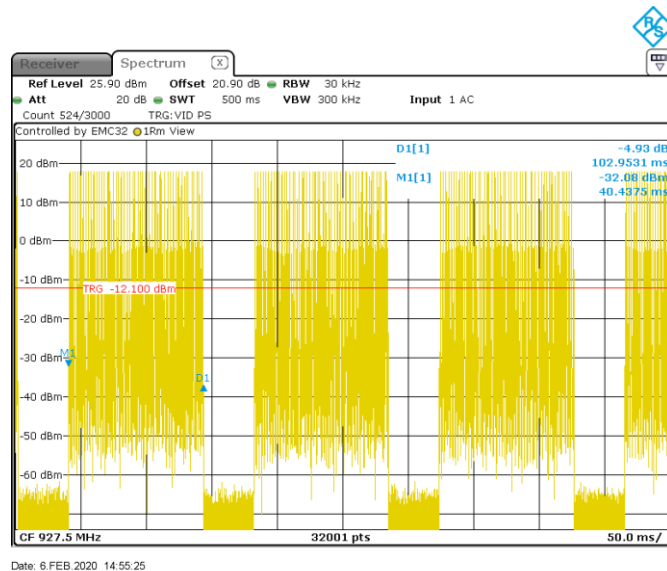 R S
Receiver Spectrum X
Ref Level 25.90 dBm Offset 20.90 dB RBW 30 kHz
Att 20 dB SWT 500 ms VBW 300 kHz Input 1 AC
Count 524/3000 TRG:VID PS
Controlled by EMC32 1Rm View
D1[1] -4.93 dB
102.9531 ms
M1[1] -32.08 dBm
40.4375 ms
20 dBm
10 dBm
0 dBm
-10 dBm
TRG -12.100 dBm
-20 dBm
-30 dBm
M1
D1
-40 dBm
-50 dBm
-60 dBm
CF 927.5 MHz 32001 pts 50.0 ms/
Date: 6.FEB.2020 14:55:25